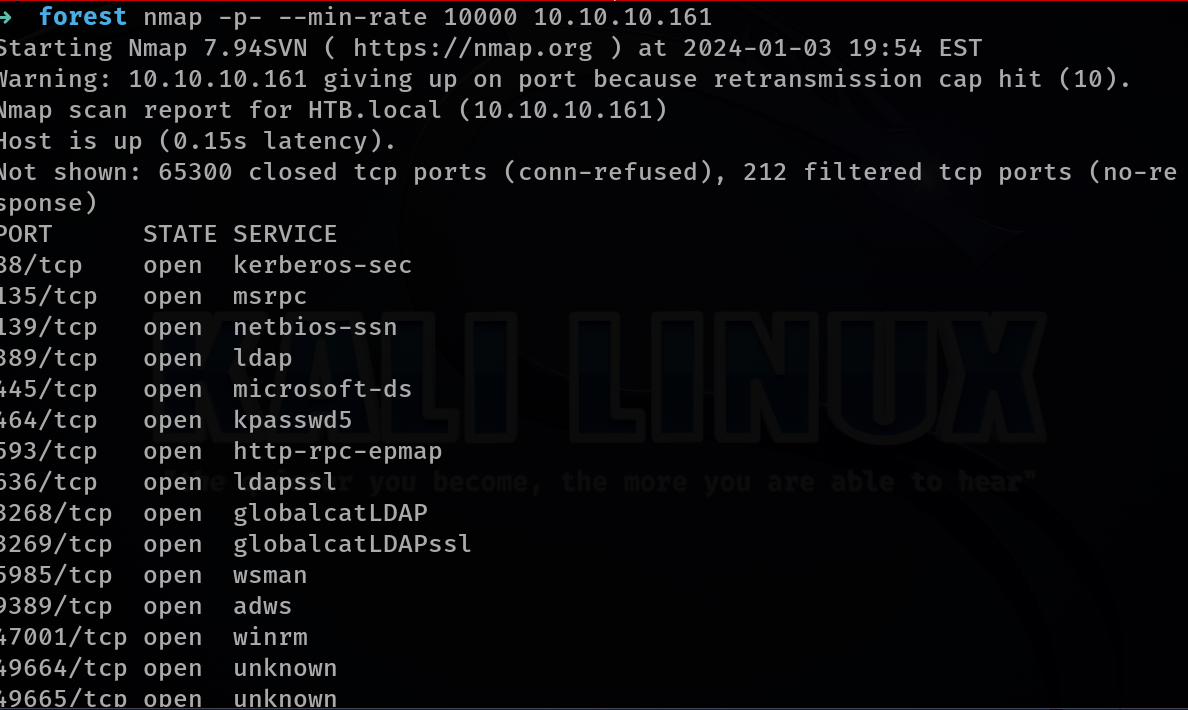 → forest nmap -p- --min-rate 10000 10.10.10.161
Starting Nmap 7.94SVN ( https://nmap.org ) at 2024-01-03 19:54 EST
Warning: 10.10.10.161 giving up on port because retransmission cap hit (10).
Nmap scan report for HTB.local (10.10.10.161)
Host is up (0.15s latency).
Not shown: 65300 closed tcp ports (conn-refused), 212 filtered tcp ports (no-re
sponse)
PORT      STATE SERVICE
88/tcp    open  kerberos-sec
135/tcp   open  msrpc
139/tcp   open  netbios-ssn
389/tcp   open  ldap
445/tcp   open  microsoft-ds
464/tcp   open  kpasswd5
593/tcp   open  http-rpc-epmap
636/tcp   open  ldapssl
3268/tcp  open  globalcatLDAP
3269/tcp  open  globalcatLDAPssl
5985/tcp  open  wsman
9389/tcp  open  adws
47001/tcp open  winrm
49664/tcp open  unknown
49665/tcp open  unknown
KALI LINUX
you become, the more you are able to hear"